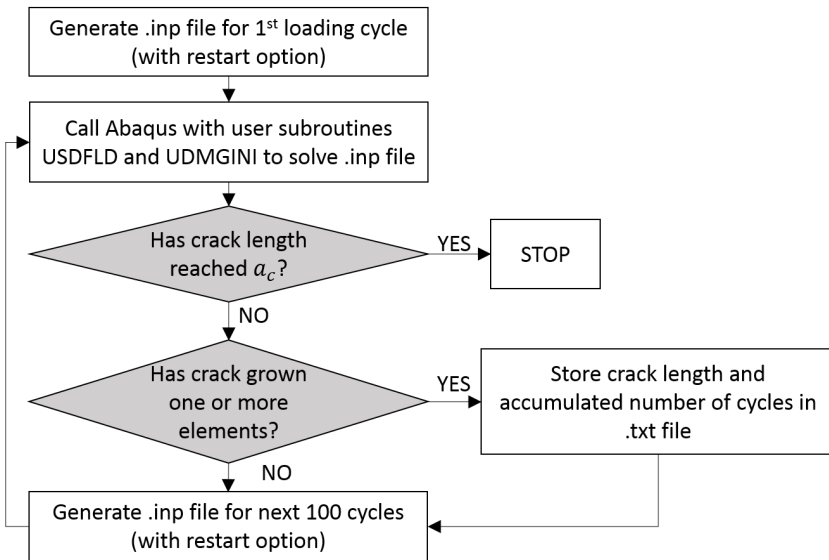 Generate .inp file for 1st loading cycle
(with restart option)
Call Abaqus with user subroutines
USDFLD and UDMGINI to solve .inp file
Has crack length
reached a_c?
YES
STOP
NO
Has crack grown
one or more
elements?
YES
Store crack length and
accumulated number of cycles in
.txt file
NO
Generate .inp file for next 100 cycles
(with restart option)